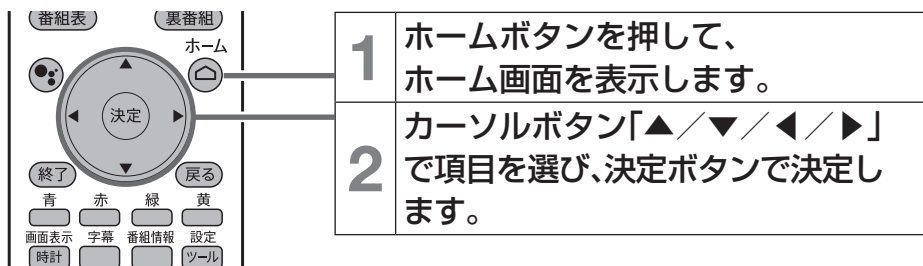 番組表 裏番組
ホーム
決定
終了 戻る
青 赤 緑 黄
画面表示 字幕 番組情報 設定
時計 ツール
1 ホームボタンを押して、
ホーム画面を表示します。
2 カーソルボタン「▲／▼／◀／▶」
で項目を選び、決定ボタンで決定し
ます。